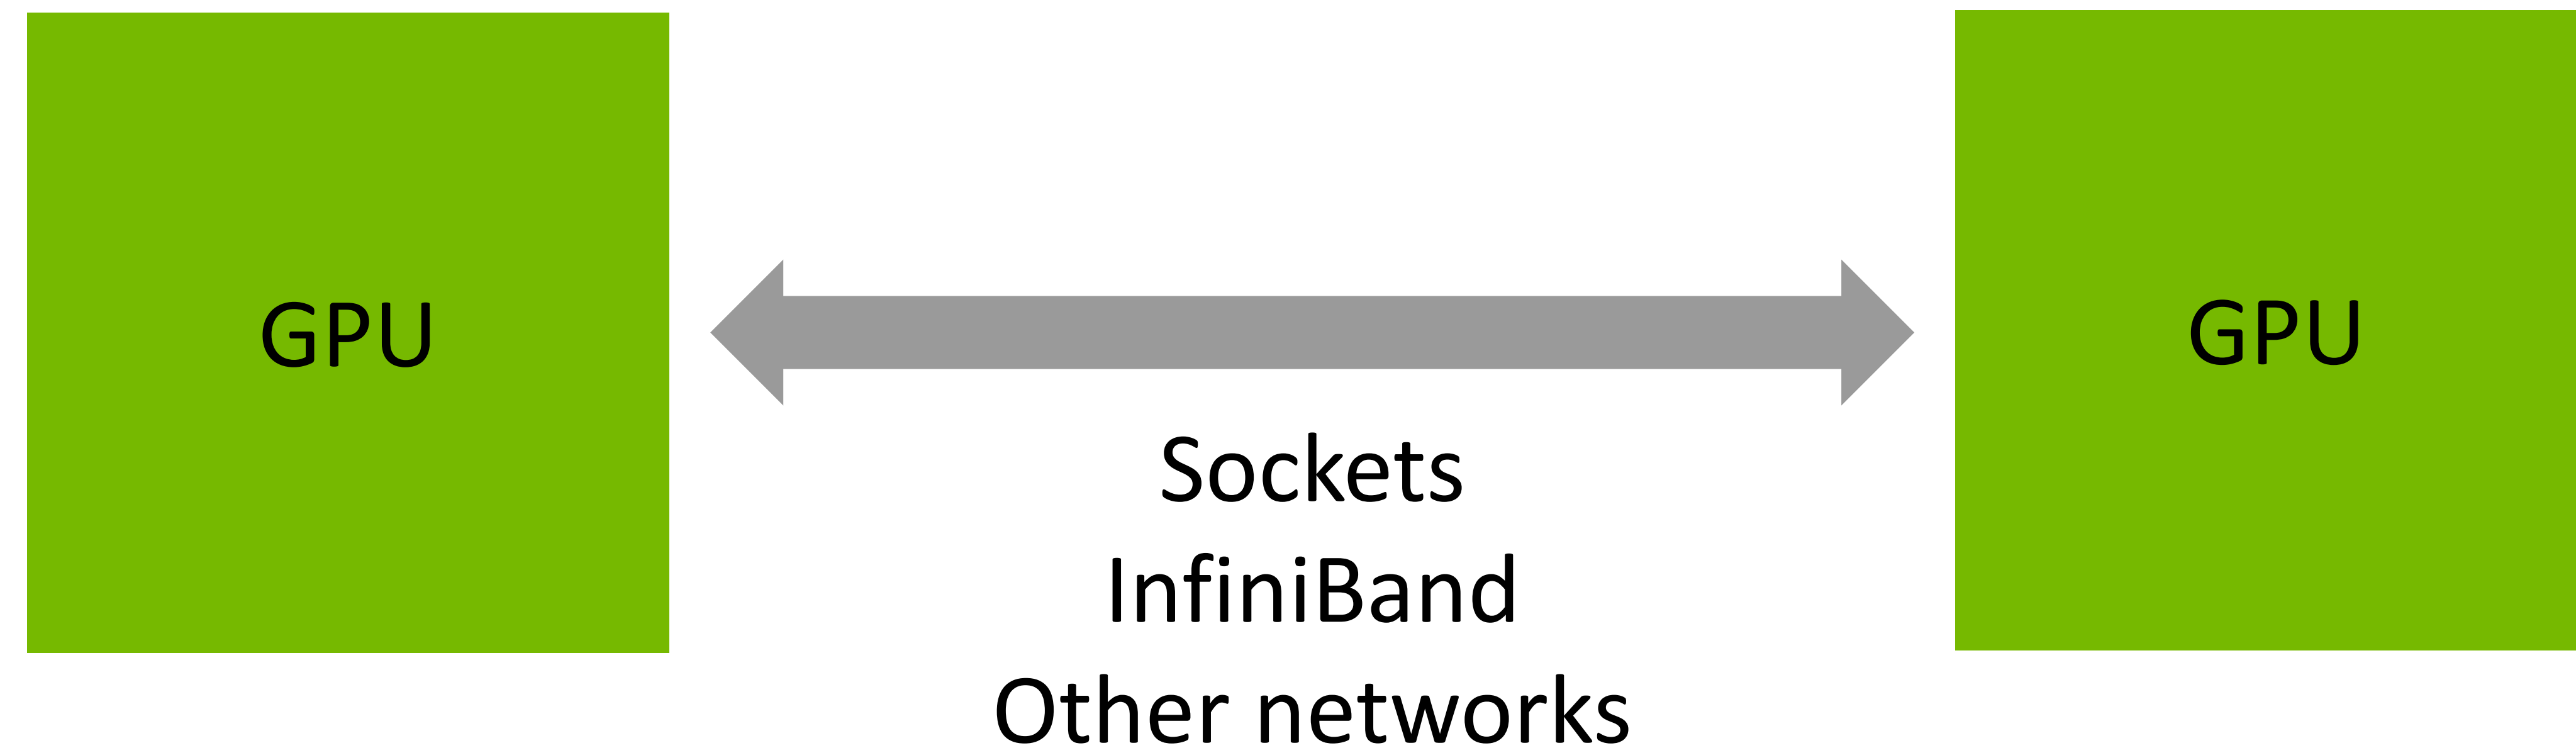 GPU
GPU
Sockets
InfiniBand
Other networks